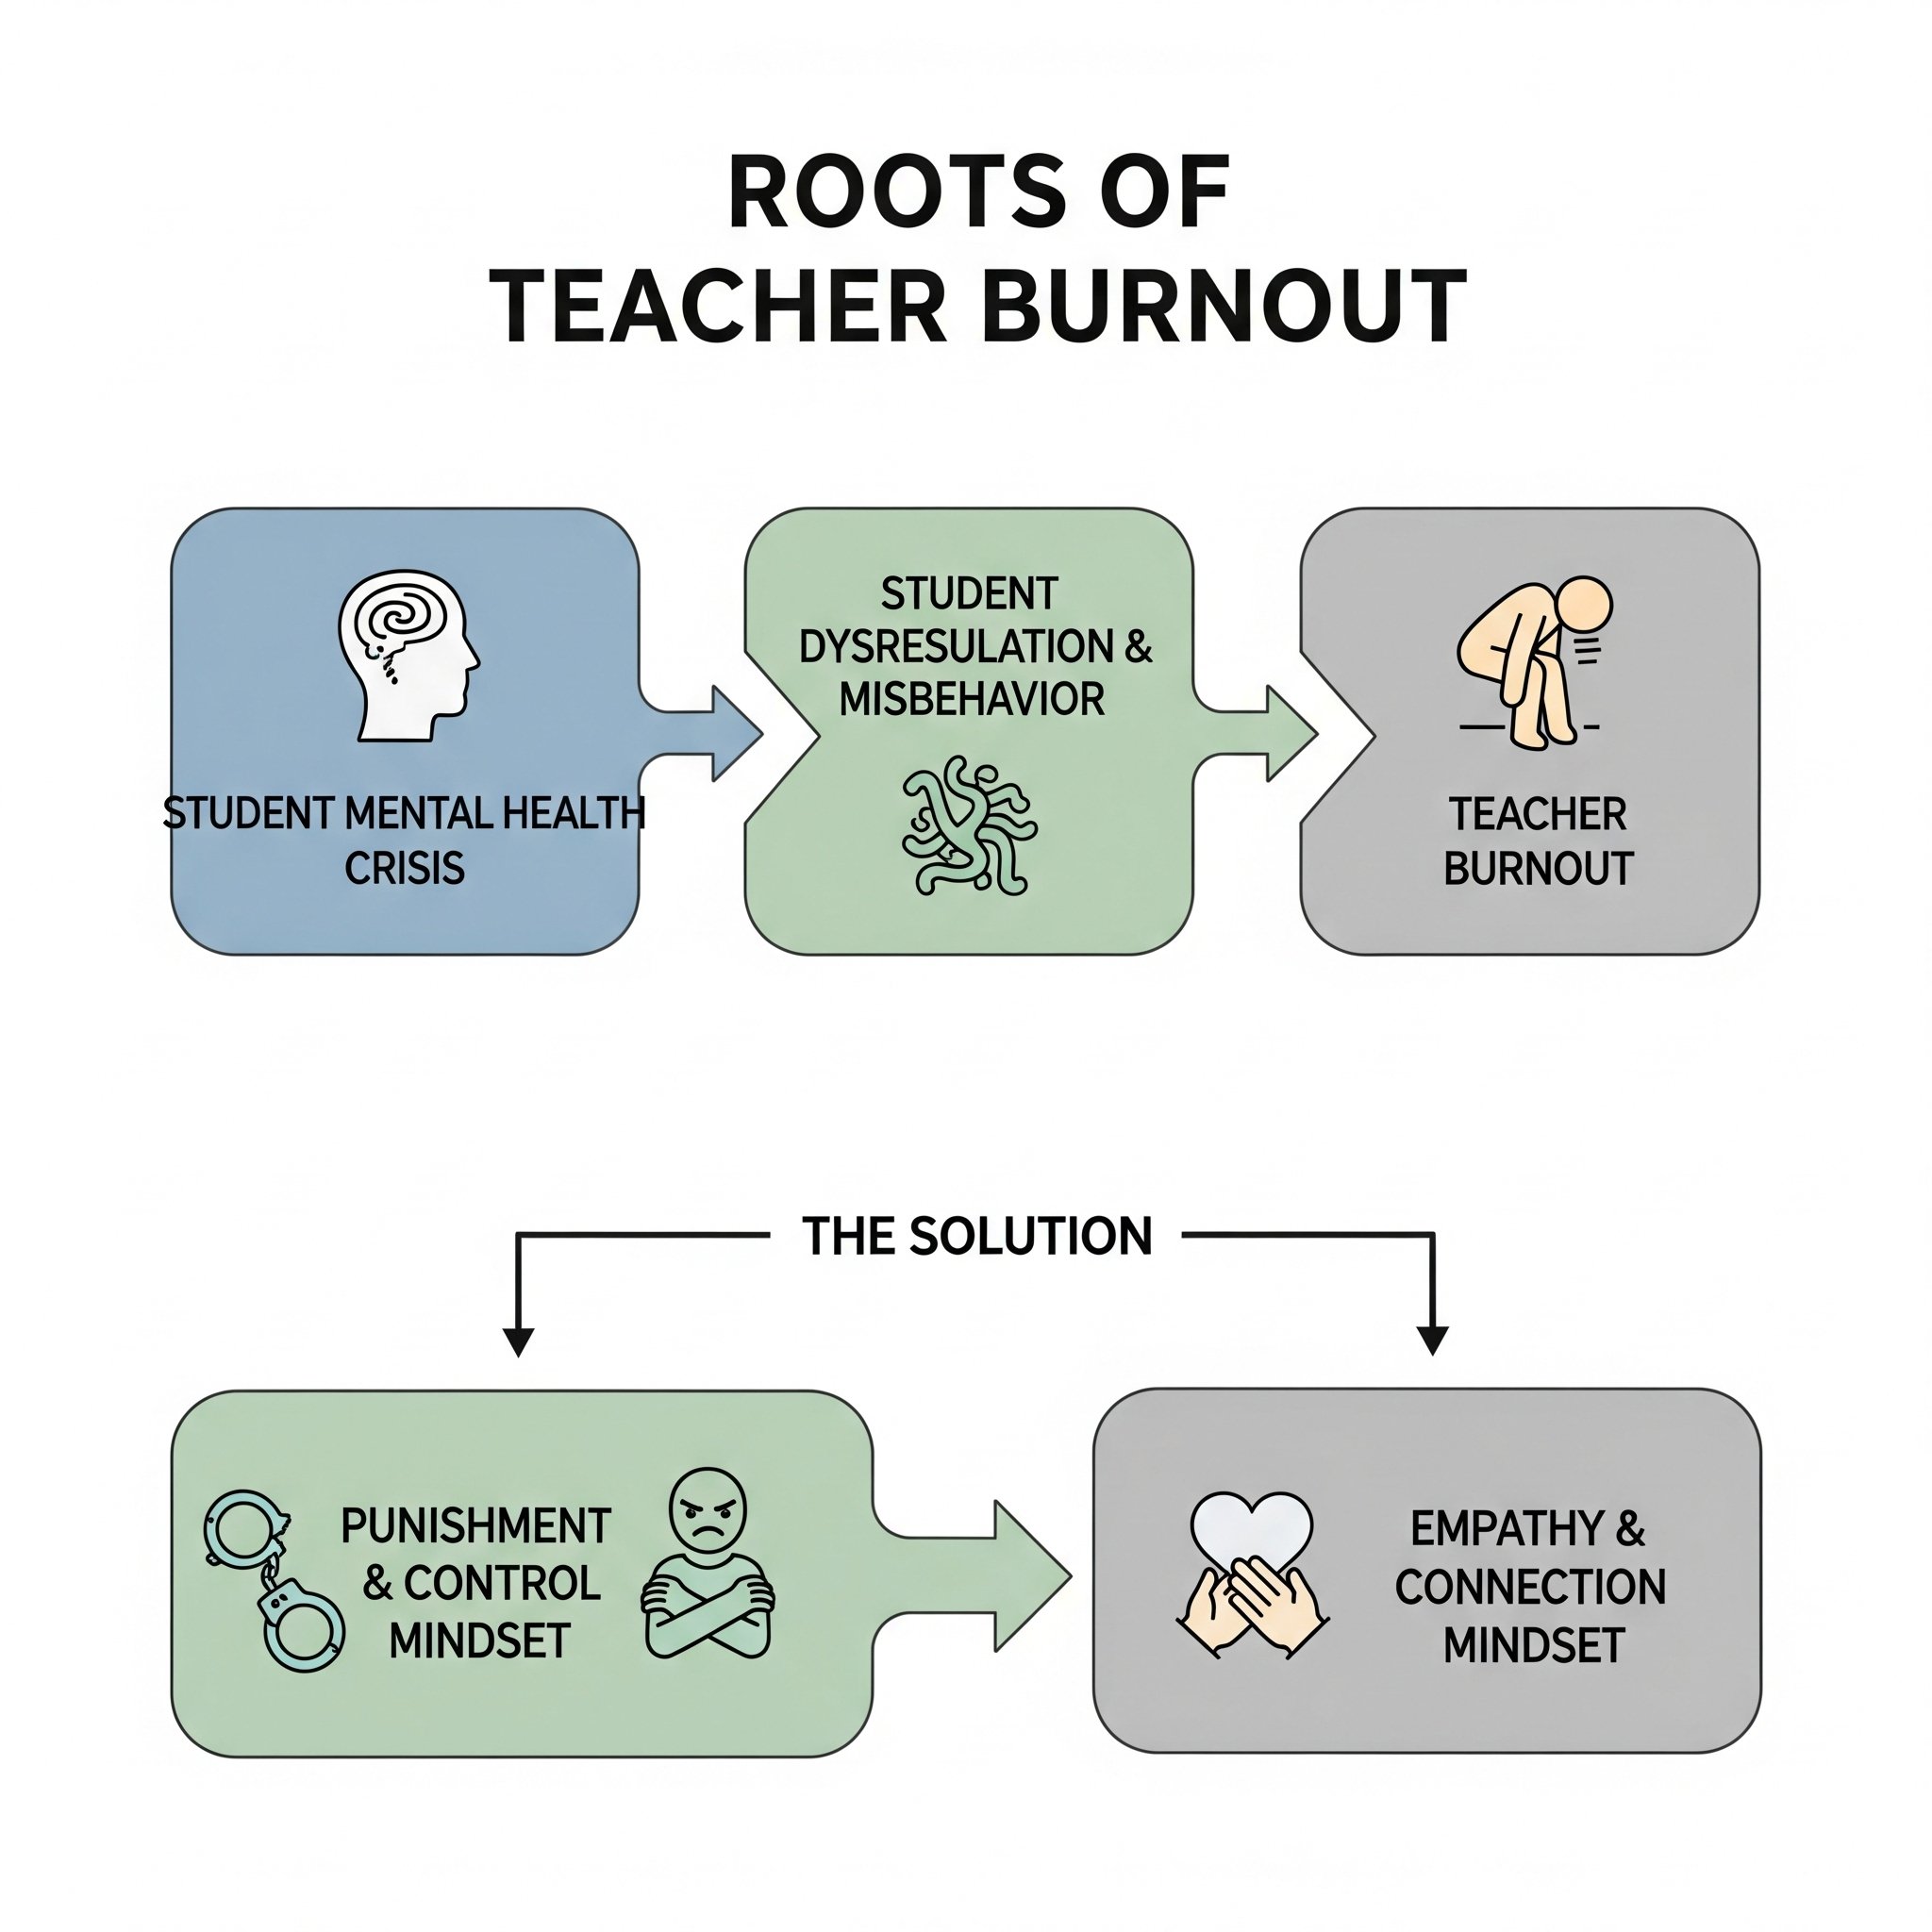 ROOTS OF
TEACHER BURNOUT
STUDENT MENTAL HEALTH
CRISIS
STUDENT
DYSRESULATION &
MISBEHAVIOR
TEACHER
BURNOUT
THE SOLUTION
PUNISHMENT
& CONTROL
MINDSET
EMPATHY &
CONNECTION
MINDSET